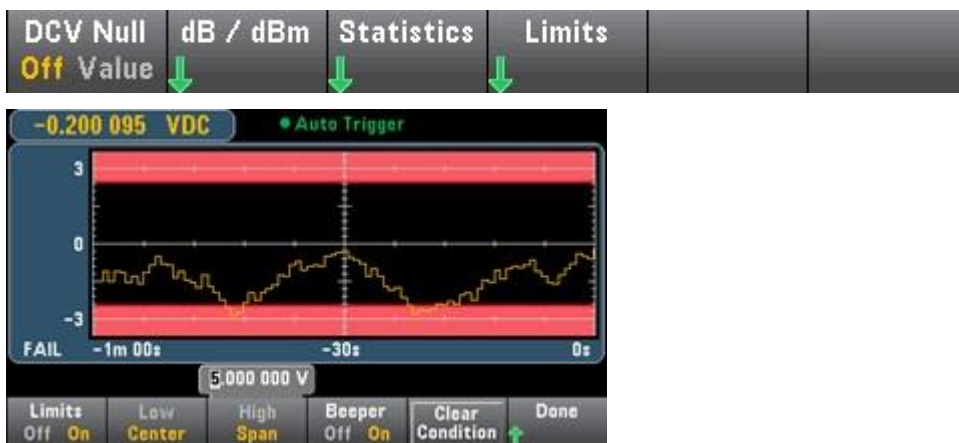 DCV Null dB / dBm Statistics Limits
Off Value
-0.200 095 VDC Auto Trigger
3
0
-3
FAIL -1m 00s -30s 0s
5.000 000 V
Limits Low High Beeper Clear Done
Off On Center Span Off On Condition